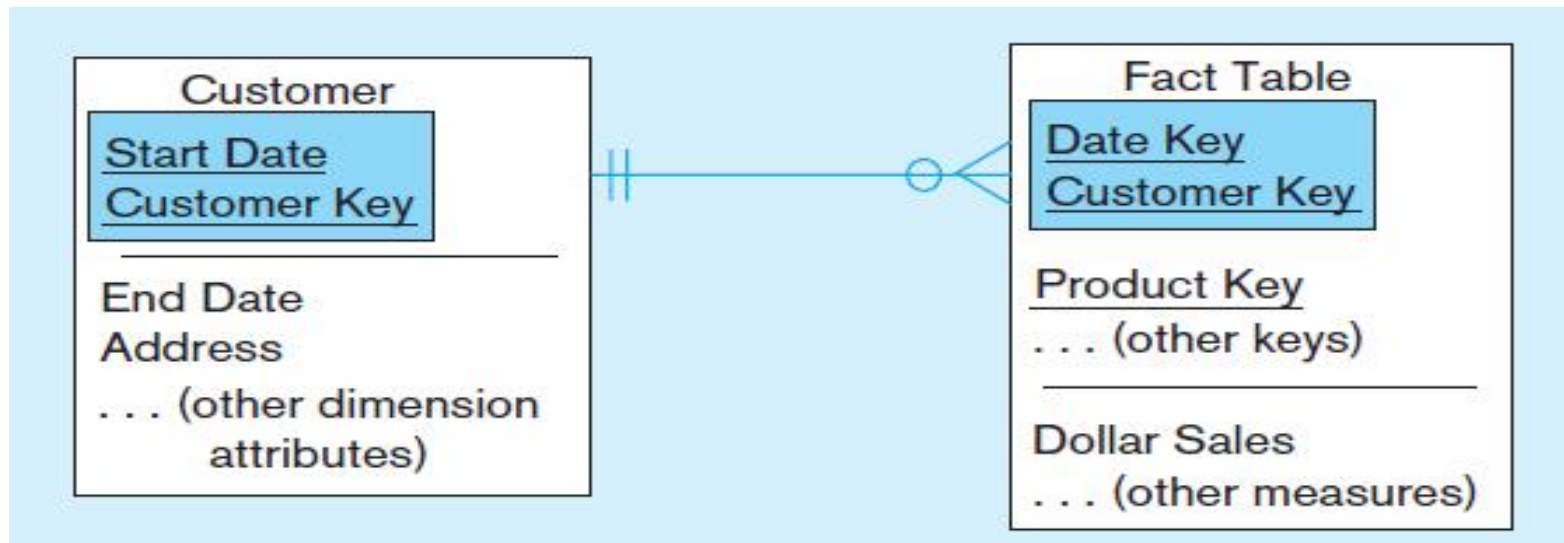 Customer
Start Date
Customer Key
End Date
Address
. . . (other dimension
attributes)
Fact Table
Date Key
Customer Key
Product Key
. . . (other keys)
Dollar Sales
. . . (other measures)